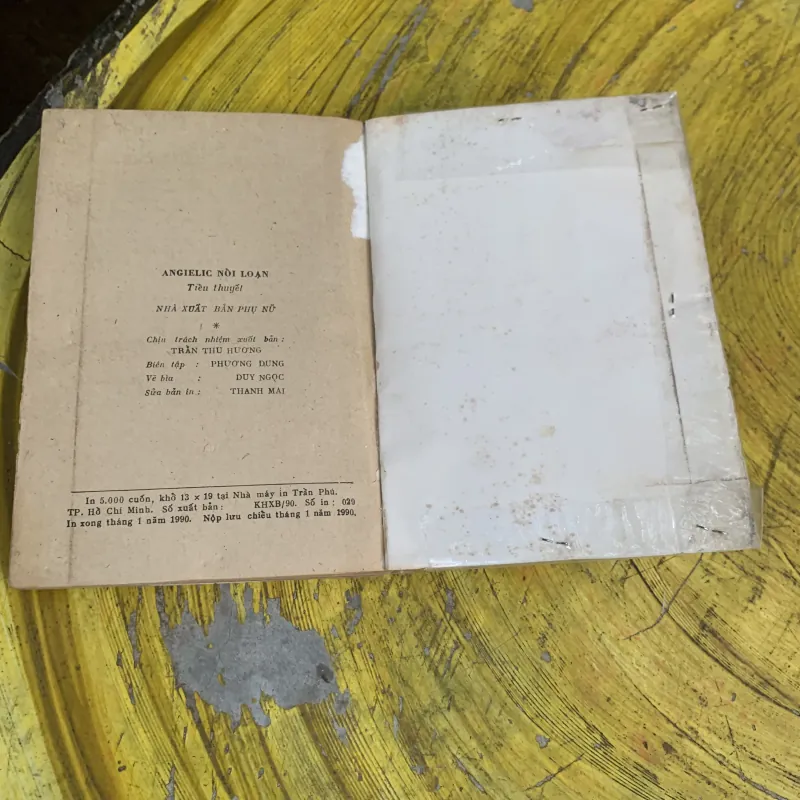 ANGIELIC NỒI LOẠN
Tiểu thuyết
NHÀ XUẤT BẢN PHỤ NỮ
*
Chịu trách nhiệm xuất bản :
TRẦN THU HƯƠNG
Biên tập : PHƯƠNG DUNG
Vẽ bìa : DUY NGỌC
Sửa bản in : THANH MAI
In 5.000 cuốn, khổ 13 × 19 tại Nhà máy in Trần Phú.
TP. Hồ Chí Minh. Số xuất bản : KHXB/90. Số in : 029
In xong tháng 1 năm 1990. Nộp lưu chiểu tháng 1 năm 1990.